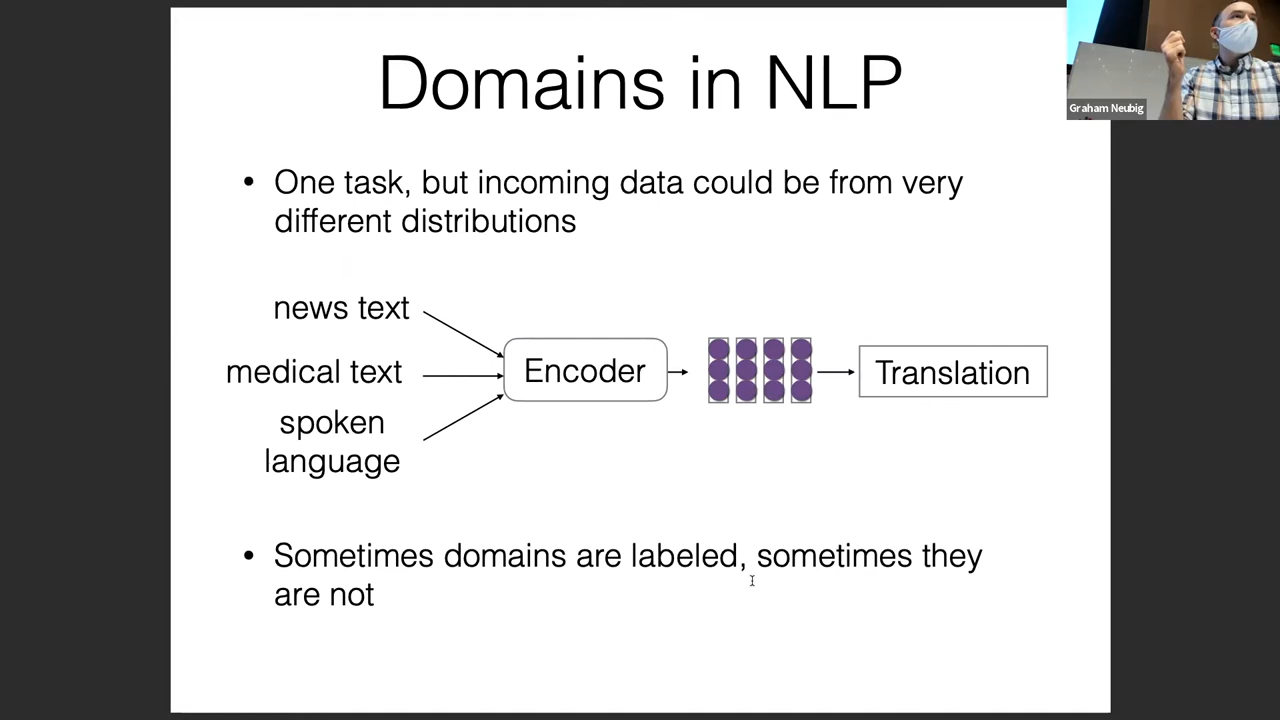 Domains in NLP
Graham Neubig
• One task, but incoming data could be from very
different distributions
news text
medical text
spoken
language
Encoder
Translation
• Sometimes domains are labeled, sometimes they
are not